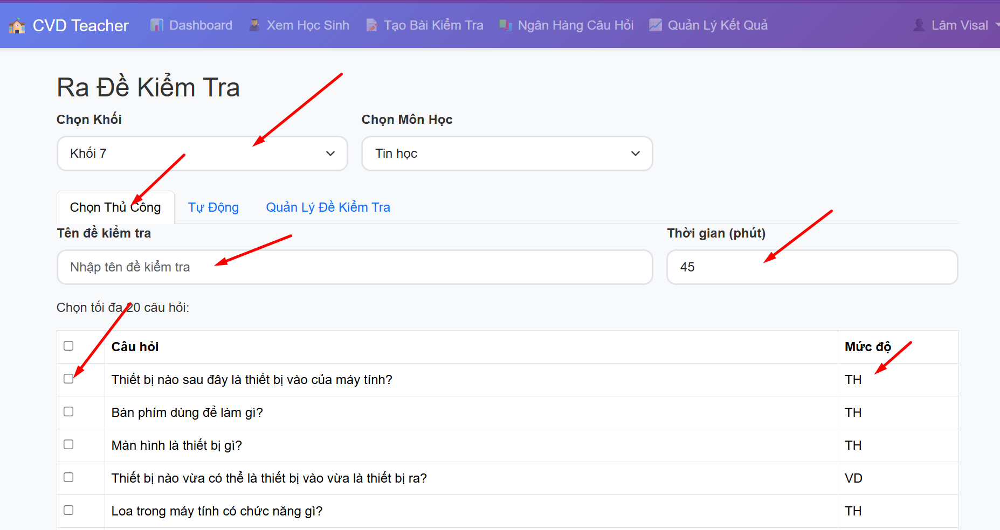 CVD Teacher Dashboard Xem Học Sinh Tạo Bài Kiểm Tra Ngân Hàng Câu Hỏi Quản Lý Kết Quả Lâm Visal
Ra Đề Kiểm Tra
Chọn Khối Chọn Môn Học
Khối 7 Tin học
Chọn Thủ Công Tự Động Quản Lý Đề Kiểm Tra
Tên đề kiểm tra Thời gian (phút)
Nhập tên đề kiểm tra 45
Chọn tối đa 20 câu hỏi:
Câu hỏi Mức độ
Thiết bị nào sau đây là thiết bị vào của máy tính? TH
Bàn phím dùng để làm gì? TH
Màn hình là thiết bị gì? TH
Thiết bị nào vừa có thể là thiết bị vào vừa là thiết bị ra? VD
Loa trong máy tính có chức năng gì? TH